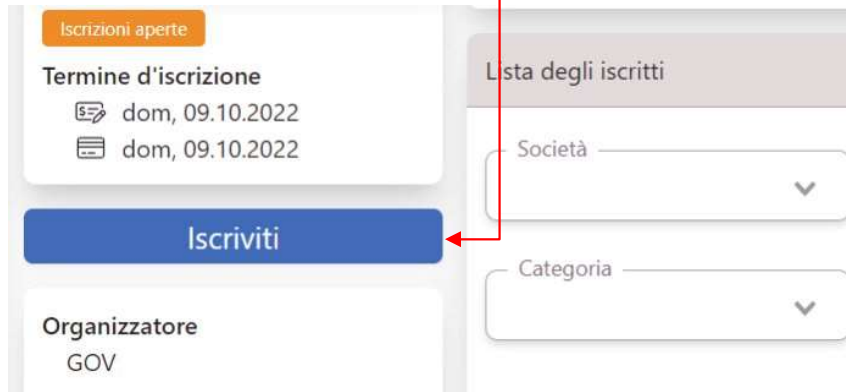 Iscrizioni aperte
Termine d'iscrizione
dom, 09.10.2022
dom, 09.10.2022
Iscriviti
Organizzatore
GOV
Lista degli iscritti
Società
Categoria